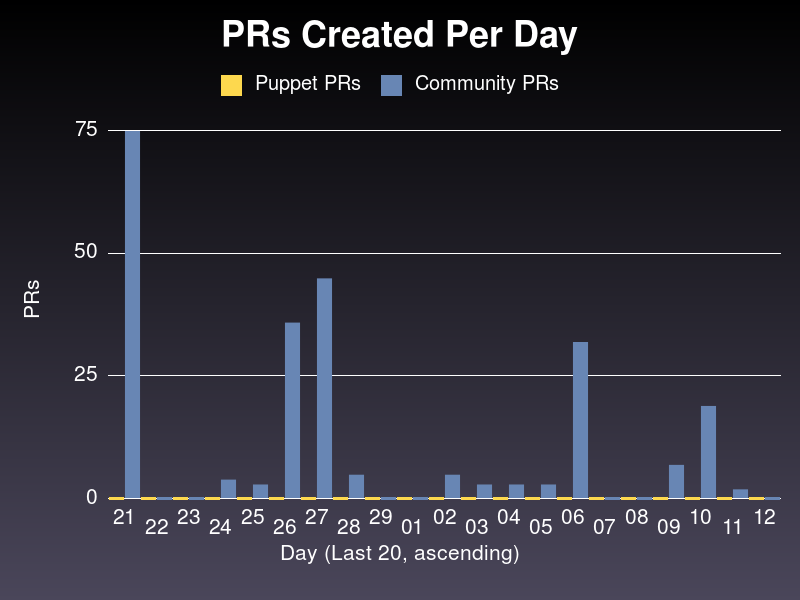 PRs Created Per Day
Puppet PRs Community PRs
75
50
25
0
PRs
21 22 23 24 25 26 27 28 29 01 02 03 04 05 06 07 08 09 10 11 12
Day (Last 20, ascending)